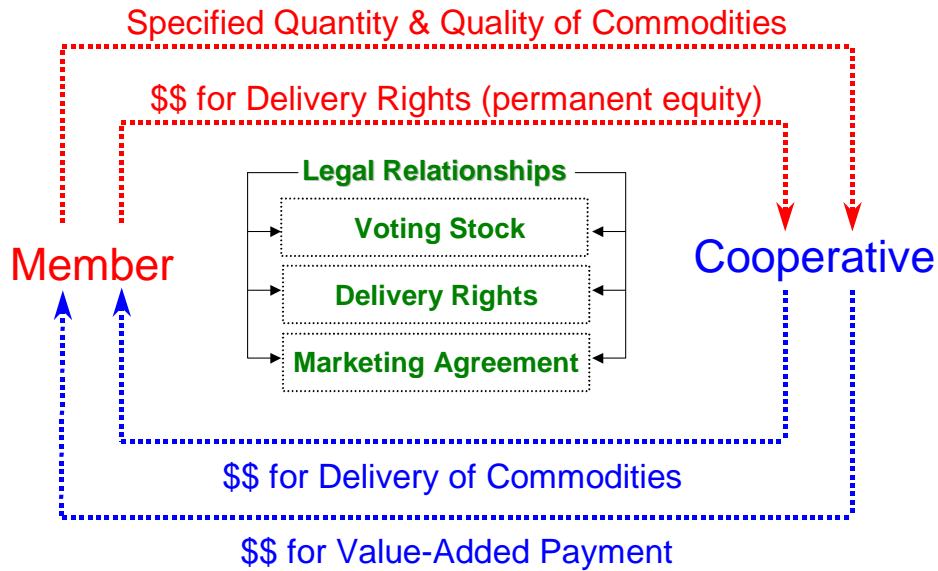 Specified Quantity & Quality of Commodities
$$ for Delivery Rights (permanent equity)
Legal Relationships
Voting Stock
Member
Cooperative
Delivery Rights
Marketing Agreement
$$ for Delivery of Commodities
$$ for Value-Added Payment